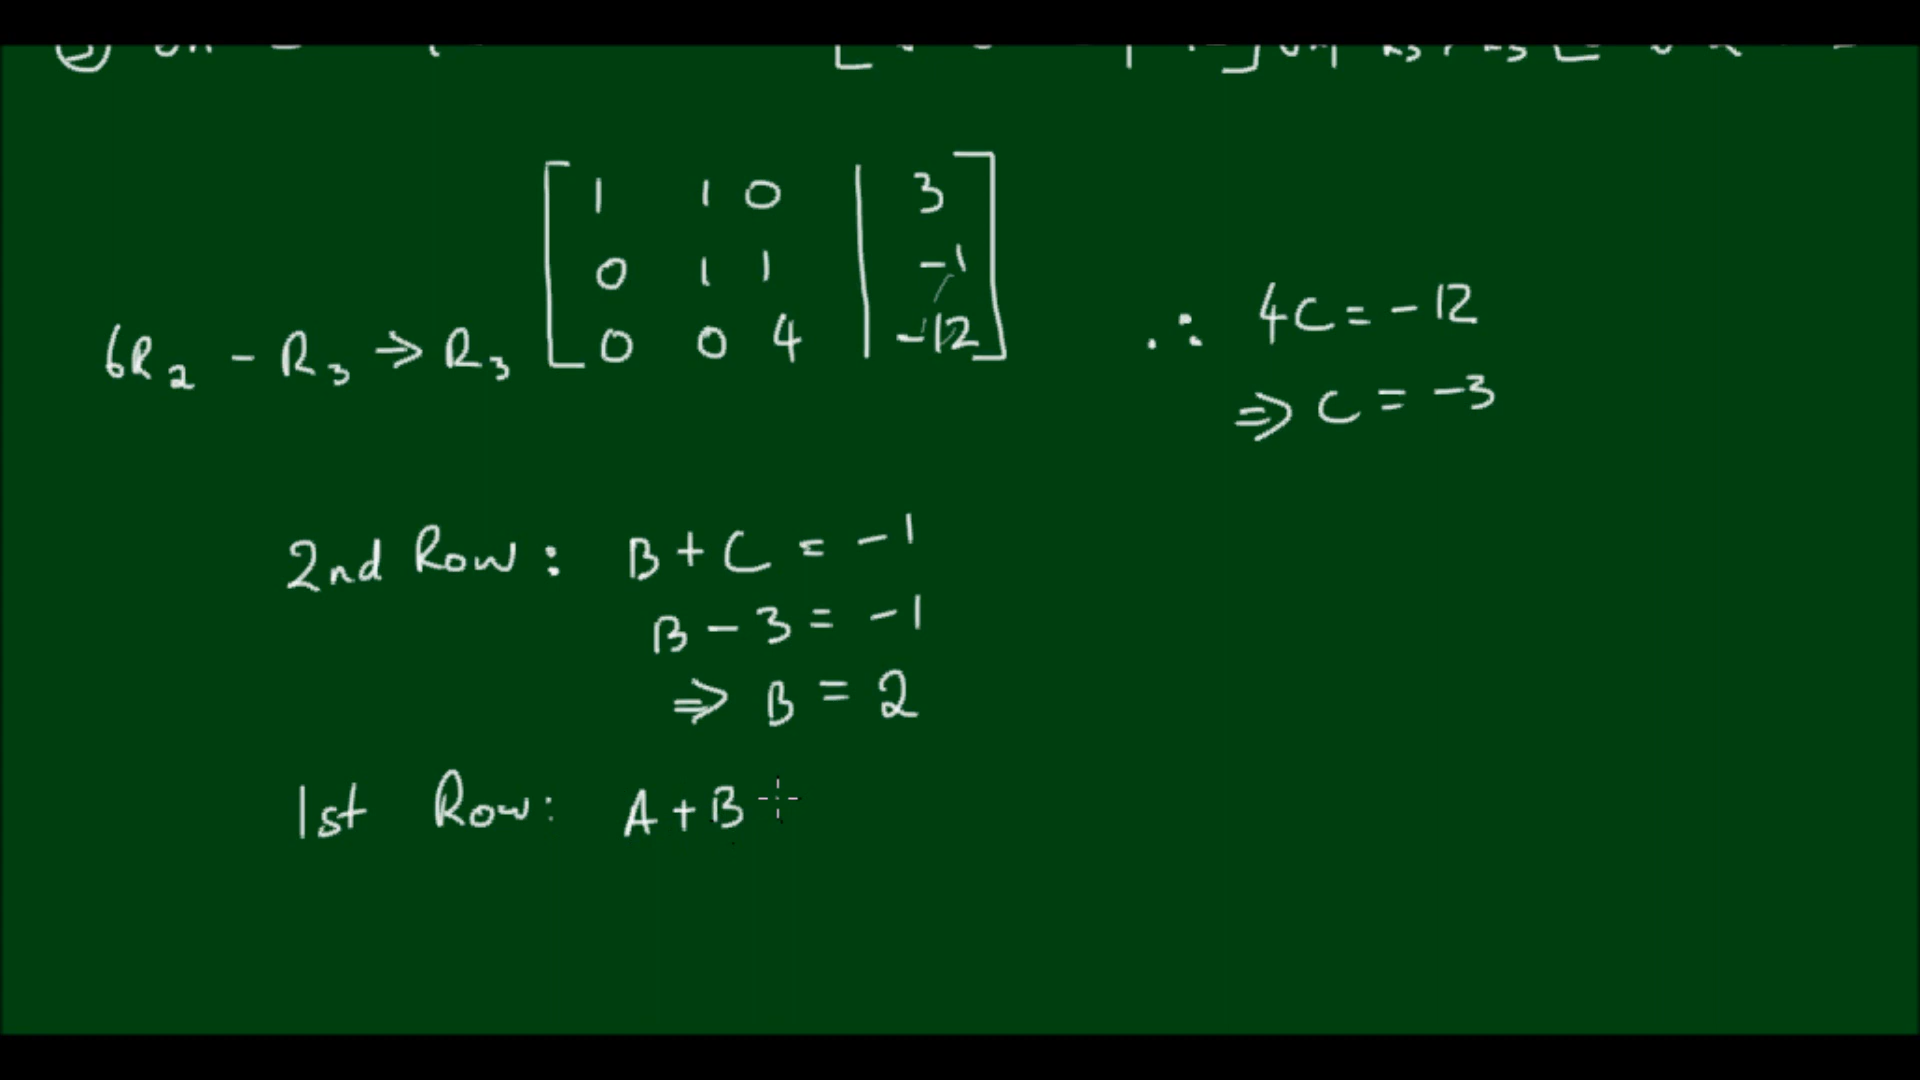 1 1 0 | 3
0 1 1 | -1
6R₂ - R₃ → R₃ 0 0 4 | -12
∴ 4C = -12
⇒ C = -3
2nd Row: B + C = -1
B - 3 = -1
⇒ B = 2
1st Row: A + B